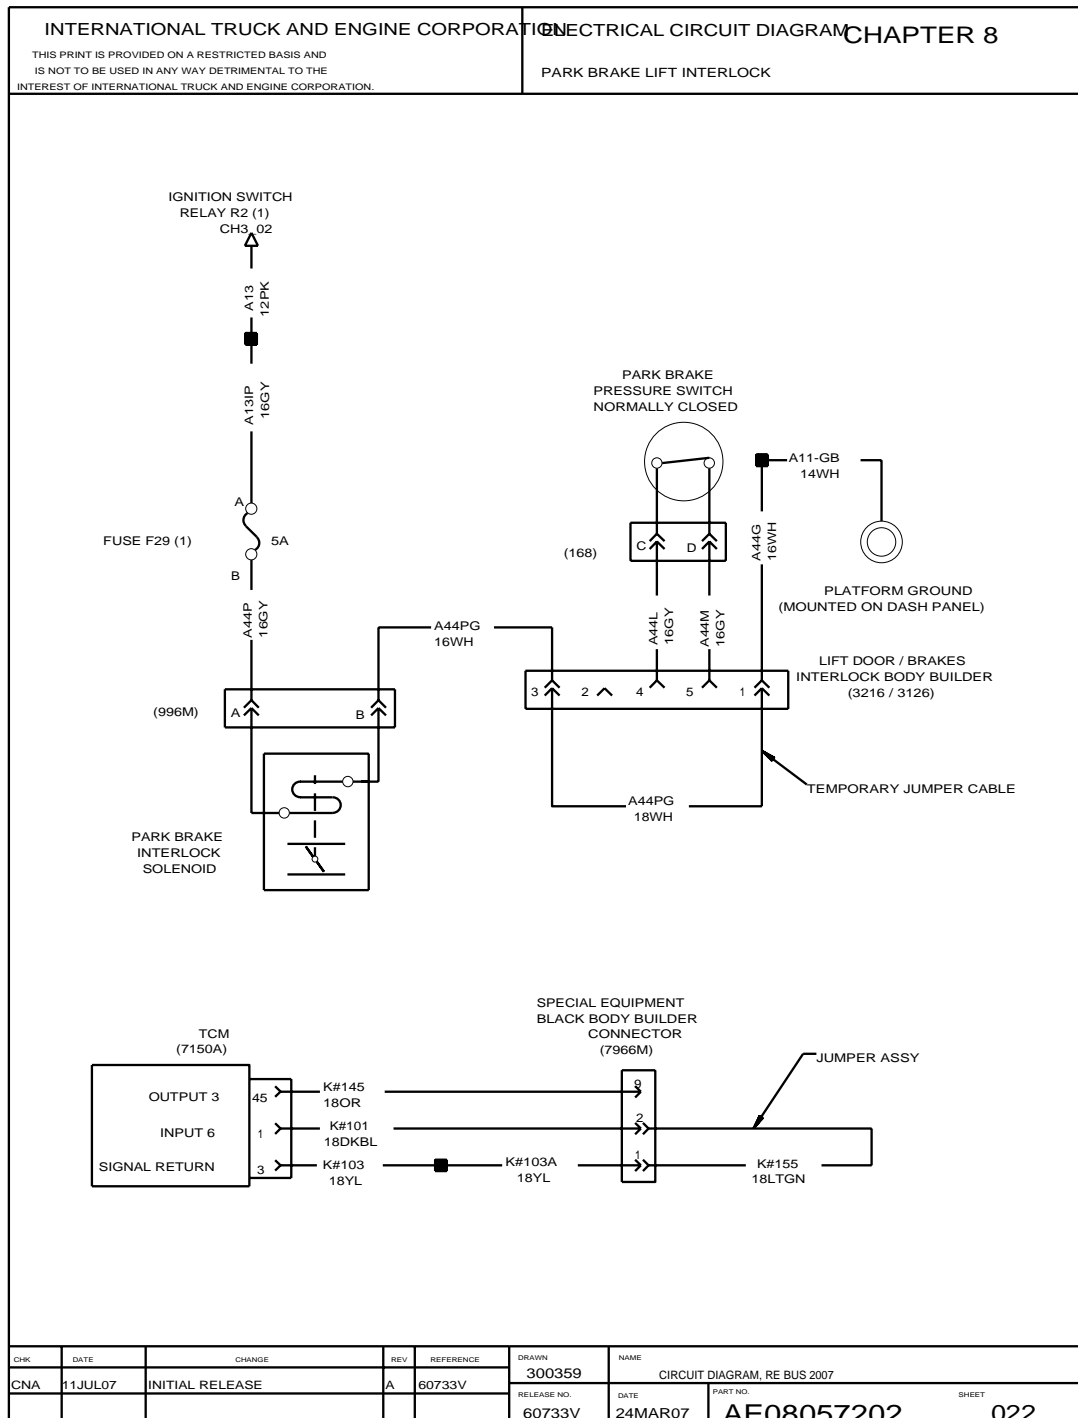 INTERNATIONAL TRUCK AND ENGINE CORPORATION
THIS PRINT IS PROVIDED ON A RESTRICTED BASIS AND
IS NOT TO BE USED IN ANY WAY DETRIMENTAL TO THE
INTEREST OF INTERNATIONAL TRUCK AND ENGINE CORPORATION.
ELECTRICAL CIRCUIT DIAGRAM
CHAPTER 8
PARK BRAKE LIFT INTERLOCK
IGNITION SWITCH
RELAY R2 (1)
CH3_02
A13
12PK
A13IP
16GY
A
FUSE F29 (1)
5A
B
A44P
16GY
(996M)
A
B
PARK BRAKE
INTERLOCK
SOLENOID
A44PG
16WH
PARK BRAKE
PRESSURE SWITCH
NORMALLY CLOSED
(168)
C
D
A44L
16GY
A44M
16GY
A44G
16WH
A11-GB
14WH
PLATFORM GROUND
(MOUNTED ON DASH PANEL)
LIFT DOOR / BRAKES
INTERLOCK BODY BUILDER
(3216 / 3126)
3
2
4
5
1
TEMPORARY JUMPER CABLE
A44PG
18WH
TCM
(7150A)
OUTPUT 3
45
INPUT 6
1
SIGNAL RETURN
3
K#145
18OR
K#101
18DKBL
K#103
18YL
K#103A
18YL
SPECIAL EQUIPMENT
BLACK BODY BUILDER
CONNECTOR
(7966M)
9
2
1
JUMPER ASSY
K#155
18LTGN
CHK
DATE
CHANGE
REV
REFERENCE
CNA
11JUL07
INITIAL RELEASE
A
60733V
DRAWN
300359
NAME
CIRCUIT DIAGRAM, RE BUS 2007
RELEASE NO.
60733V
DATE
24MAR07
PART NO.
AE08057202
SHEET
022